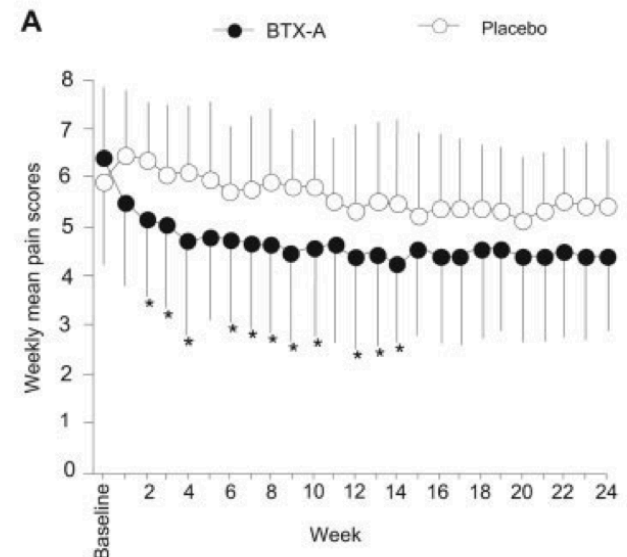 A
BTX-A
Placebo
Weekly mean pain scores
8
7
6
5
4
3
2
1
0
* * * * * * * * * *
Baseline 2 4 6 8 10 12 14 16 18 20 22 24
Week